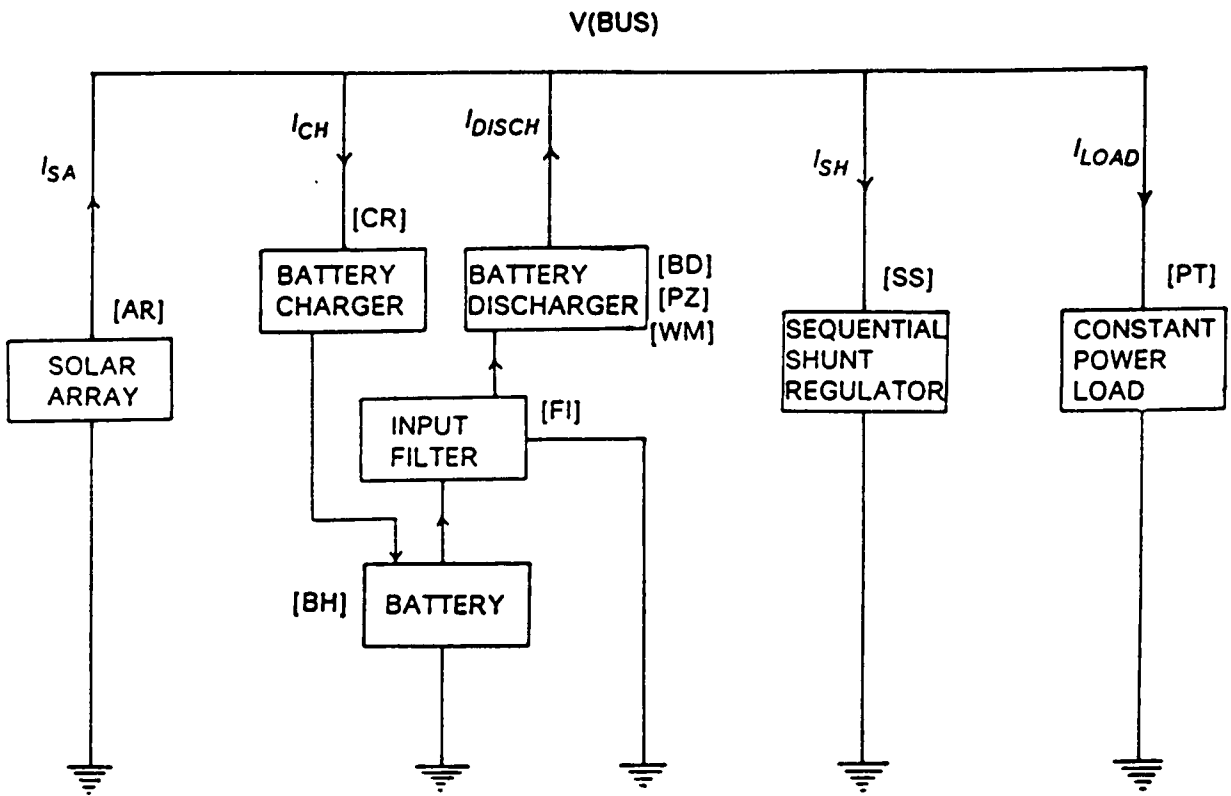 V(BUS)
I_SA
I_CH
I_DISCH
I_SH
I_LOAD
[AR]
SOLAR
ARRAY
[CR]
BATTERY
CHARGER
BATTERY
DISCHARGER
[BD]
[PZ]
[WM]
[SS]
SEQUENTIAL
SHUNT
REGULATOR
[PT]
CONSTANT
POWER
LOAD
INPUT
FILTER
[FI]
[BH]
BATTERY